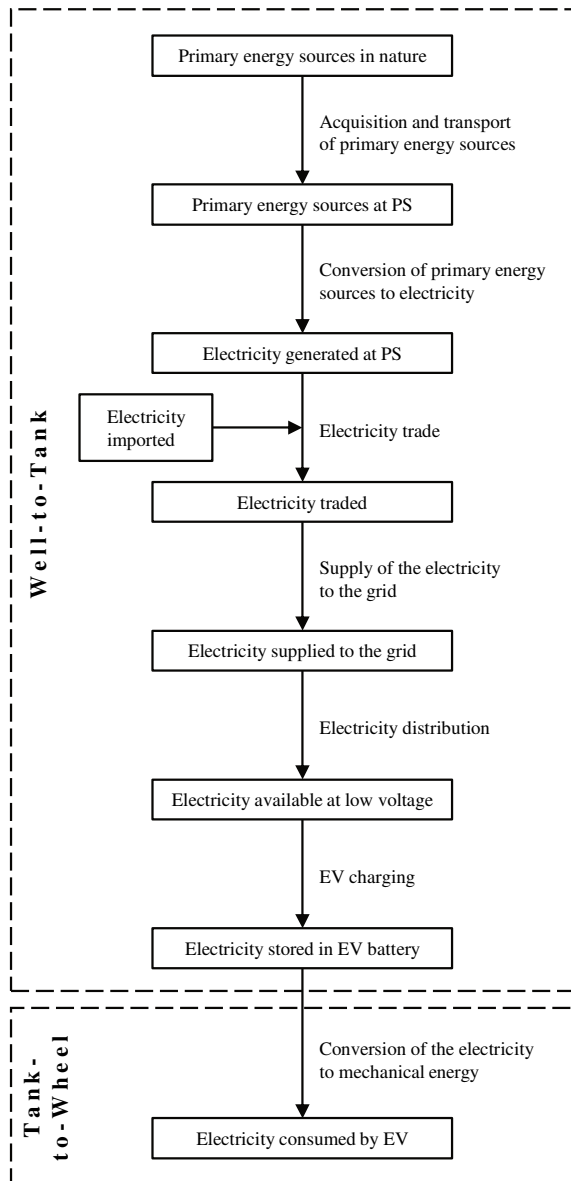 Primary energy sources in nature
Acquisition and transport
of primary energy sources
Primary energy sources at PS
Conversion of primary energy
sources to electricity
Electricity generated at PS
Electricity
imported
Electricity trade
Electricity traded
Supply of the electricity
to the grid
Electricity supplied to the grid
Electricity distribution
Electricity available at low voltage
EV charging
Electricity stored in EV battery
Well-to-Tank
Conversion of the electricity
to mechanical energy
Electricity consumed by EV
Tank-
to-Wheel